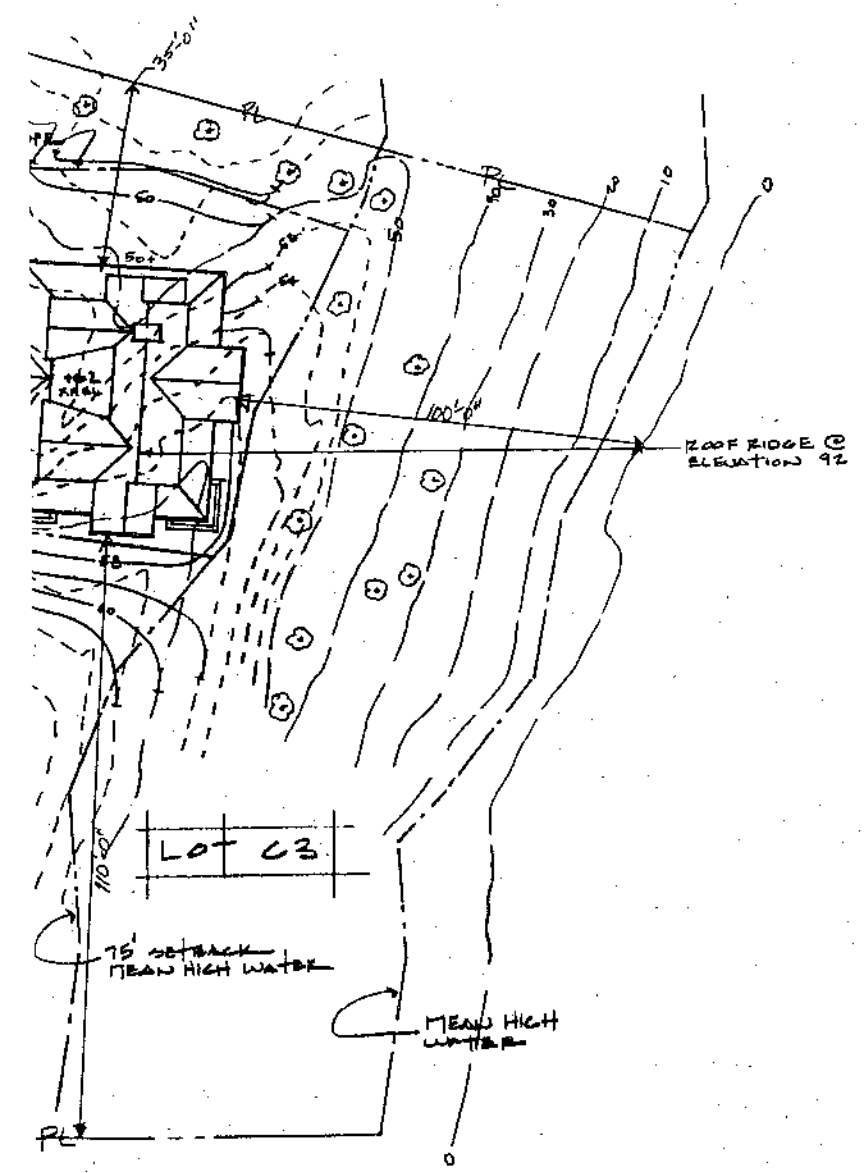 35'-0"
PL
PL
50
50+
58
54
50
30
20
10
0
100'-0"
ROOF RIDGE @
ELEVATION 92
58
60
110'-0"
LOT C3
75' SETBACK
MEAN HIGH WATER
MEAN HIGH
WATER
PL
0